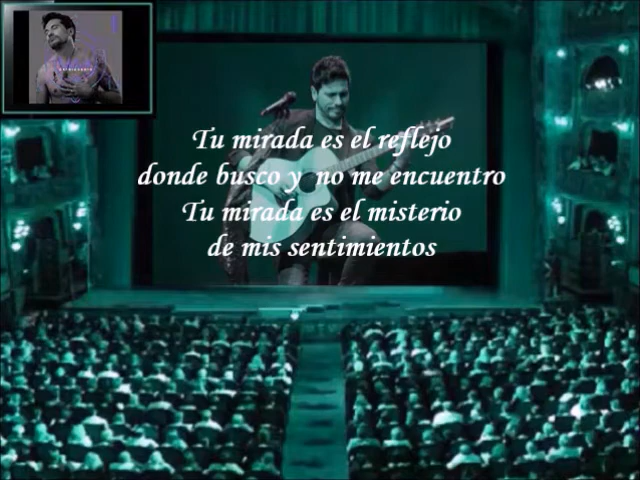 Tu mirada es el reflejo
donde busco y no me encuentro
Tu mirada es el misterio
de mis sentimientos